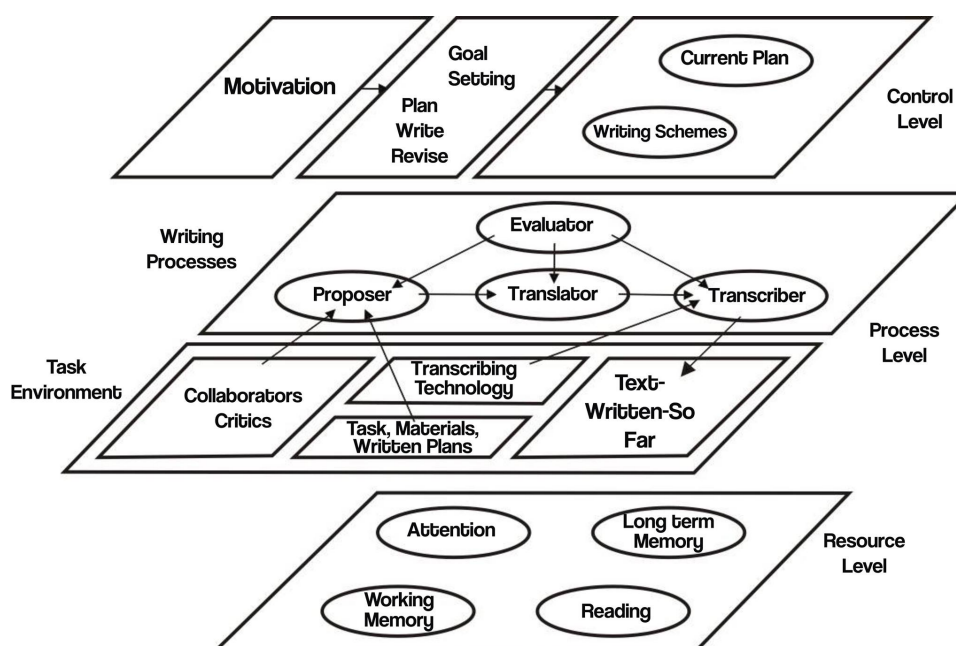 Motivation
Goal
Setting
Plan
Write
Revise
Current Plan
Writing Schemes
Control
Level
Writing
Processes
Evaluator
Proposer
Translator
Transcriber
Process
Level
Task
Environment
Collaborators
Critics
Transcribing
Technology
Task, Materials,
Written Plans
Text-
Written-So
Far
Attention
Long term
Memory
Working
Memory
Reading
Resource
Level